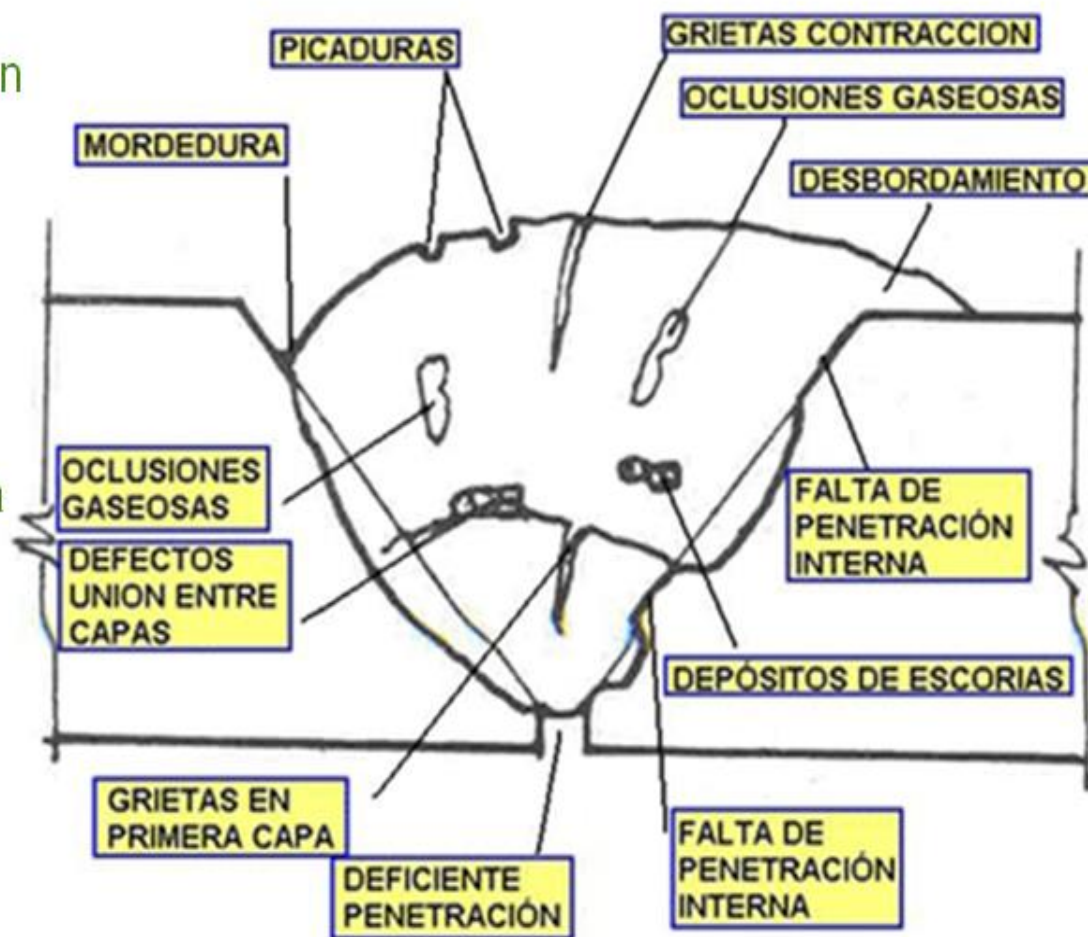 n
PICADURAS
GRIETAS CONTRACCION
OCLUSIONES GASEOSAS
MORDEDURA
DESBORDAMIENTO
OCLUSIONES
GASEOSAS
FALTA DE
PENETRACIÓN
INTERNA
DEFECTOS
UNION ENTRE
CAPAS
DEPÓSITOS DE ESCORIAS
GRIETAS EN
PRIMERA CAPA
FALTA DE
PENETRACIÓN
INTERNA
DEFICIENTE
PENETRACIÓN